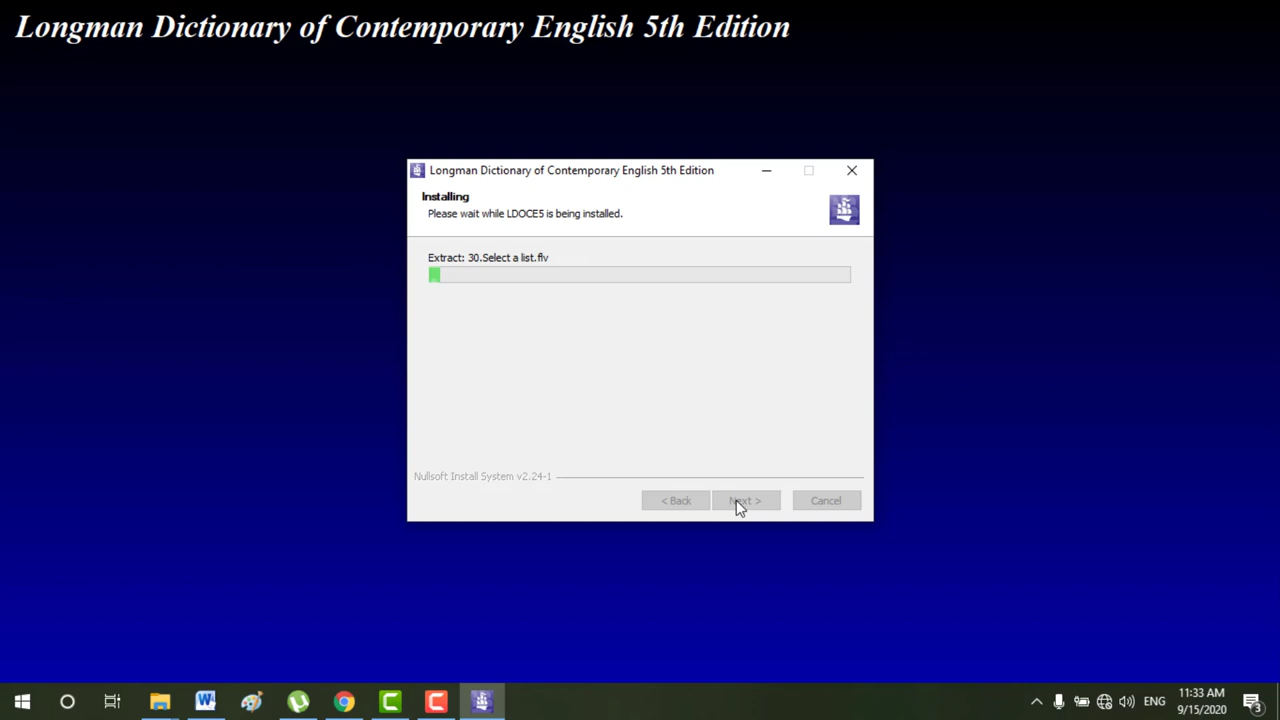 Longman Dictionary of Contemporary English 5th Edition
Longman Dictionary of Contemporary English 5th Edition
Installing
Please wait while LDOCE5 is being installed.
Extract: 30.Select a list.flv
Nullsoft Install System v2.24-1
< Back Next > Cancel
ENG
11:33 AM
9/15/2020
3